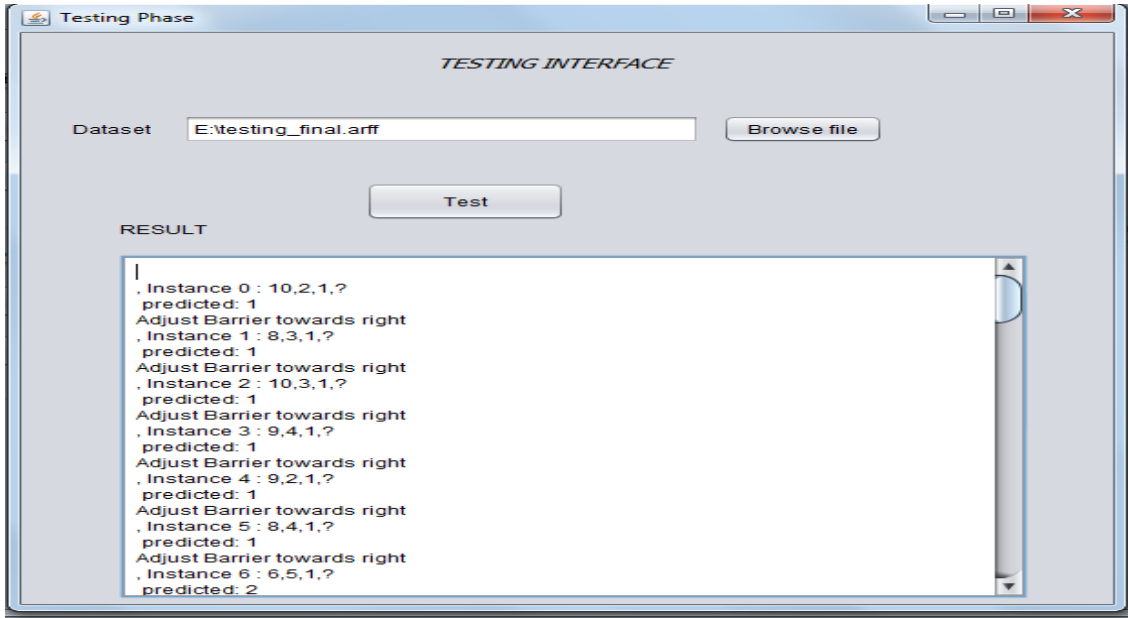 Testing Phase
TESTING INTERFACE
Dataset E:\testing_final.arff Browse file
Test
RESULT
, Instance 0 : 10,2,1,?
predicted: 1
Adjust Barrier towards right
, Instance 1 : 8,3,1,?
predicted: 1
Adjust Barrier towards right
, Instance 2 : 10,3,1,?
predicted: 1
Adjust Barrier towards right
, Instance 3 : 9,4,1,?
predicted: 1
Adjust Barrier towards right
, Instance 4 : 9,2,1,?
predicted: 1
Adjust Barrier towards right
, Instance 5 : 8,4,1,?
predicted: 1
Adjust Barrier towards right
, Instance 6 : 6,5,1,?
predicted: 2